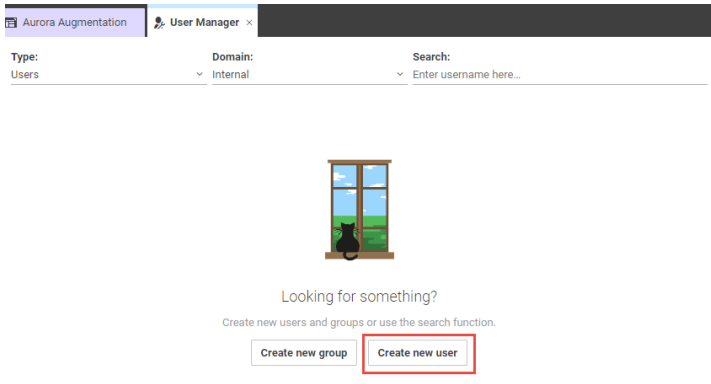 Aurora Augmentation
User Manager ×
Type:
Domain:
Search:
Users
Internal
Enter username here...
Looking for something?
Create new users and groups or use the search function.
Create new group
Create new user